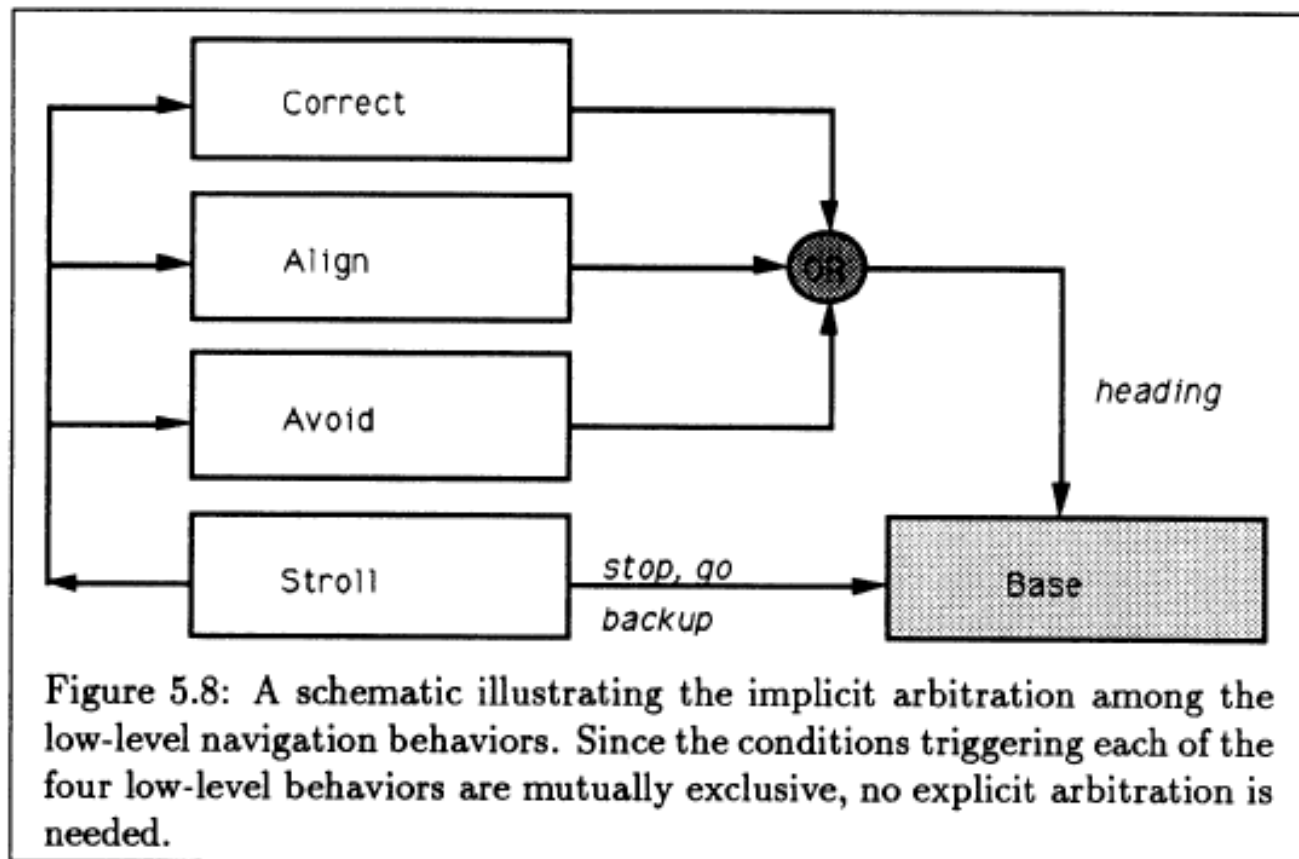 Correct
Align
OR
Avoid
heading
Stroll
stop, go
backup
Base
Figure 5.8: A schematic illustrating the implicit arbitration among the
low-level navigation behaviors. Since the conditions triggering each of the
four low-level behaviors are mutually exclusive, no explicit arbitration is
needed.